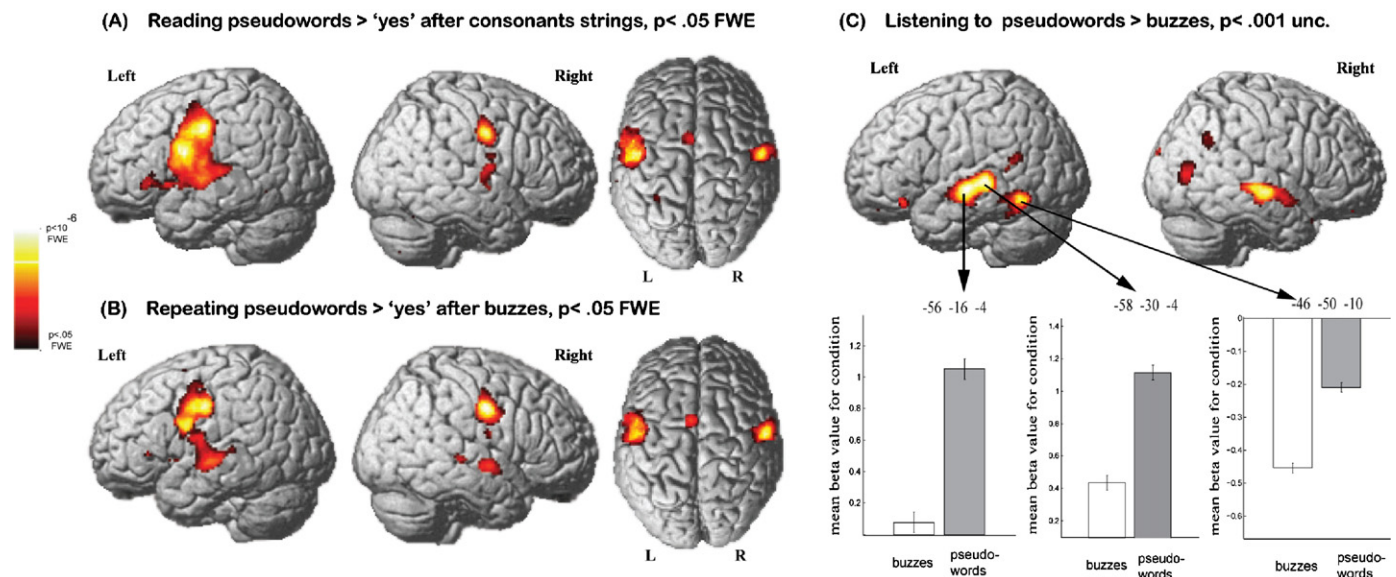 (A) Reading pseudowords > ‘yes’ after consonants strings, p< .05 FWE
Left
Right
L R
-6
p<10
FWE
p<.05
FWE
(B) Repeating pseudowords > ‘yes’ after buzzes, p< .05 FWE
Left
Right
L R
(C) Listening to pseudowords > buzzes, p< .001 unc.
Left
Right
-56 -16 -4
mean beta value for condition
1.2
1
0.8
0.6
0.4
0.2
buzzes
pseudo-
words
-58 -30 -4
mean beta value for condition
1.4
1.2
1
0.8
0.6
0.4
0.2
buzzes
pseudo-
words
-46 -50 -10
mean beta value for condition
0
-0.1
-0.2
-0.3
-0.4
-0.5
-0.6
buzzes
pseudo-
words